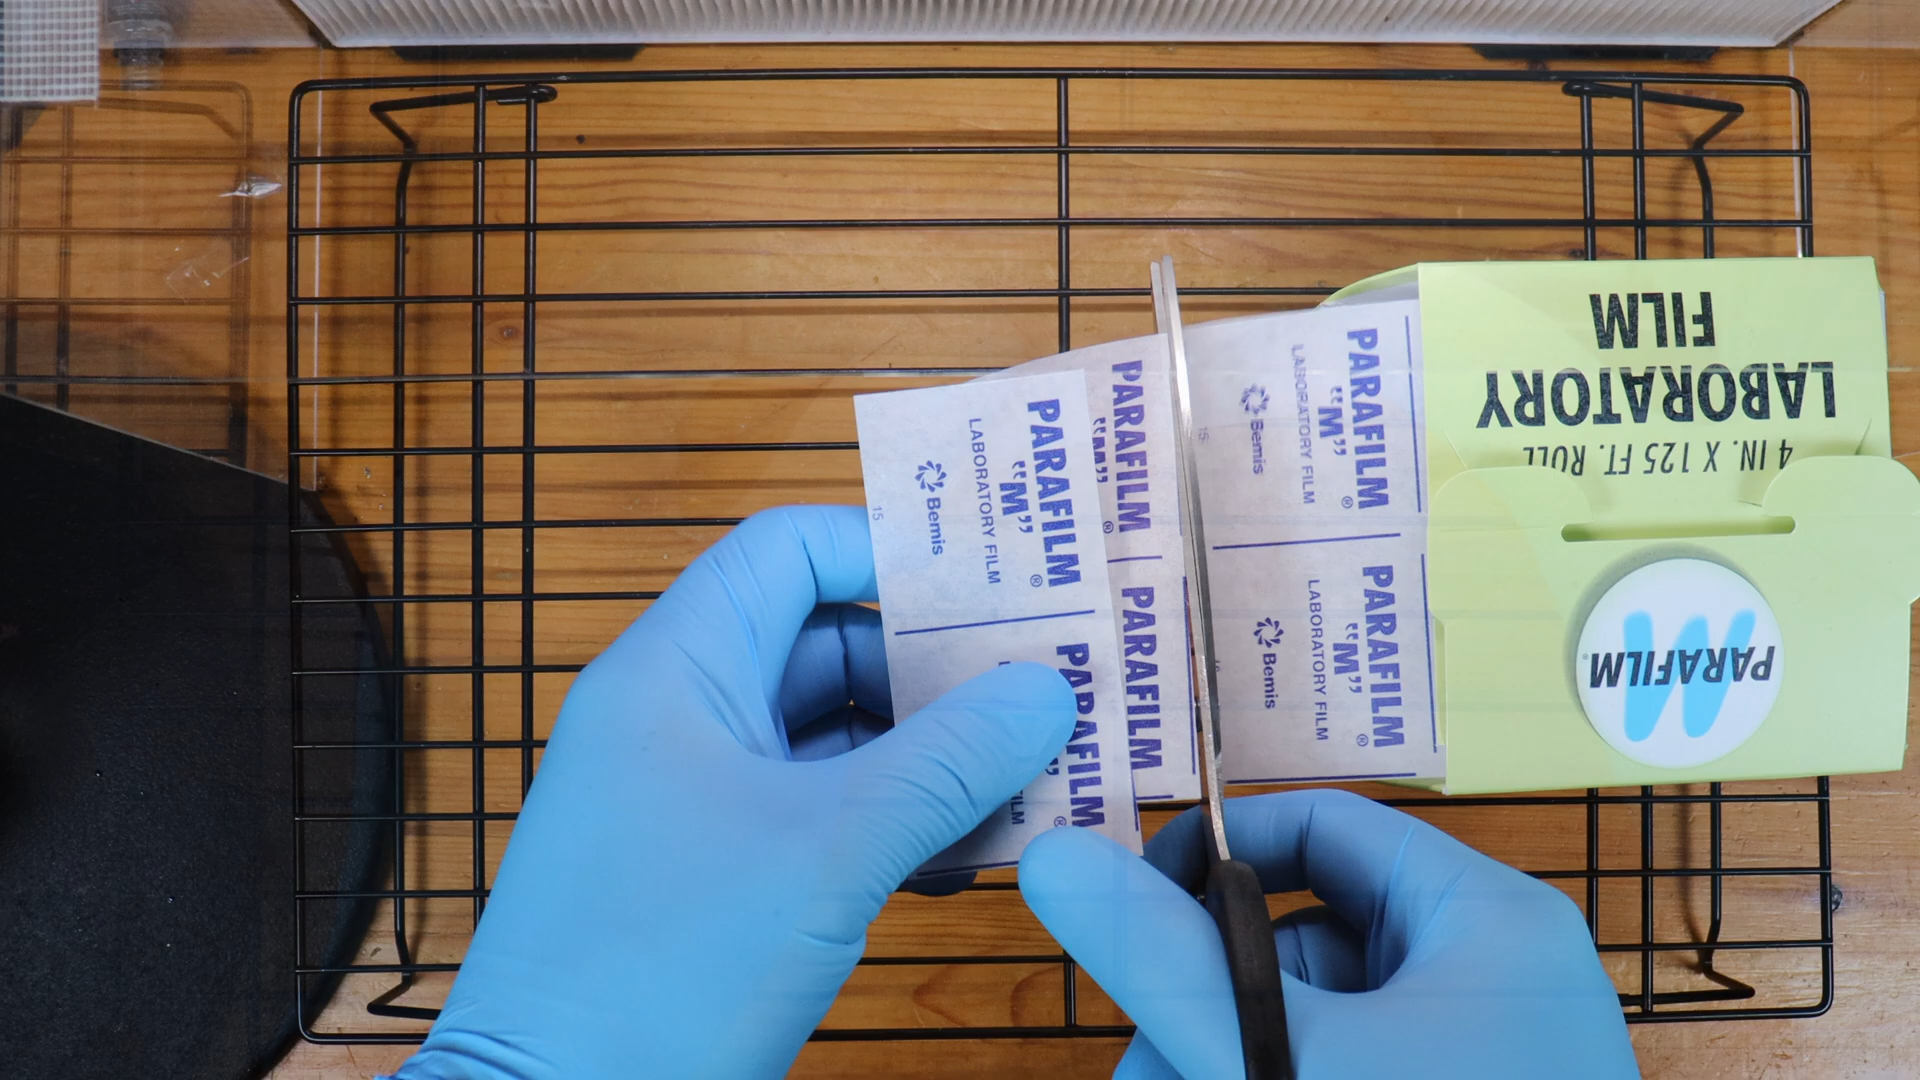 PARAFILM
"M"
LABORATORY FILM
Bemis
15
PARAFILM
®
ILM
PARAFILM
"M"
®
PARAFILM
PARAFILM
"M"
®
LABORATORY FILM
Bemis
15
PARAFILM
"M"
®
LABORATORY FILM
Bemis
LABORATORY
FILM
4 IN. X 125 FT. ROLL
PARAFILM®
M